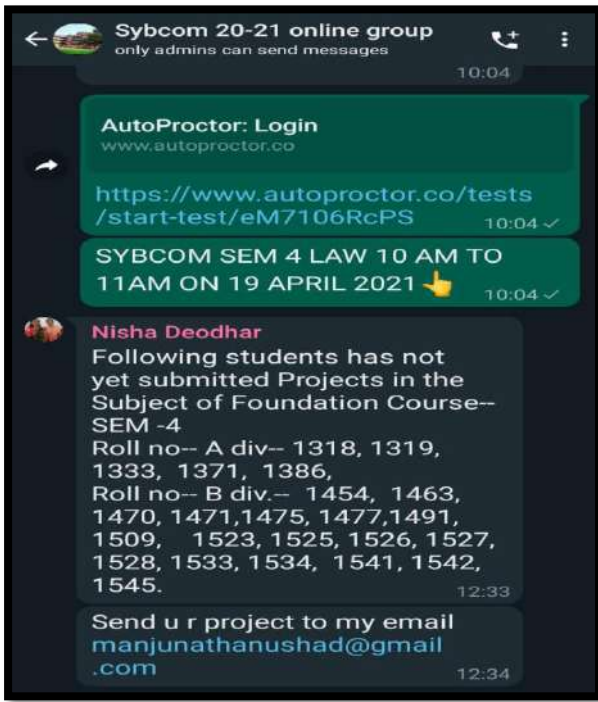 Sybcom 20-21 online group
only admins can send messages
10:04
AutoProctor: Login
www.autoproctor.co
https://www.autoproctor.co/tests
/start-test/eM7106RcPS 10:04
SYBCOM SEM 4 LAW 10 AM TO
11AM ON 19 APRIL 2021👆 10:04
Nisha Deodhar
Following students has not
yet submitted Projects in the
Subject of Foundation Course--
SEM -4
Roll no-- A div-- 1318, 1319,
1333, 1371, 1386,
Roll no-- B div.-- 1454, 1463,
1470, 1471,1475, 1477,1491,
1509, 1523, 1525, 1526, 1527,
1528, 1533, 1534, 1541, 1542,
1545. 12:33
Send u r project to my email
manjunathanushad@gmail
.com 12:34